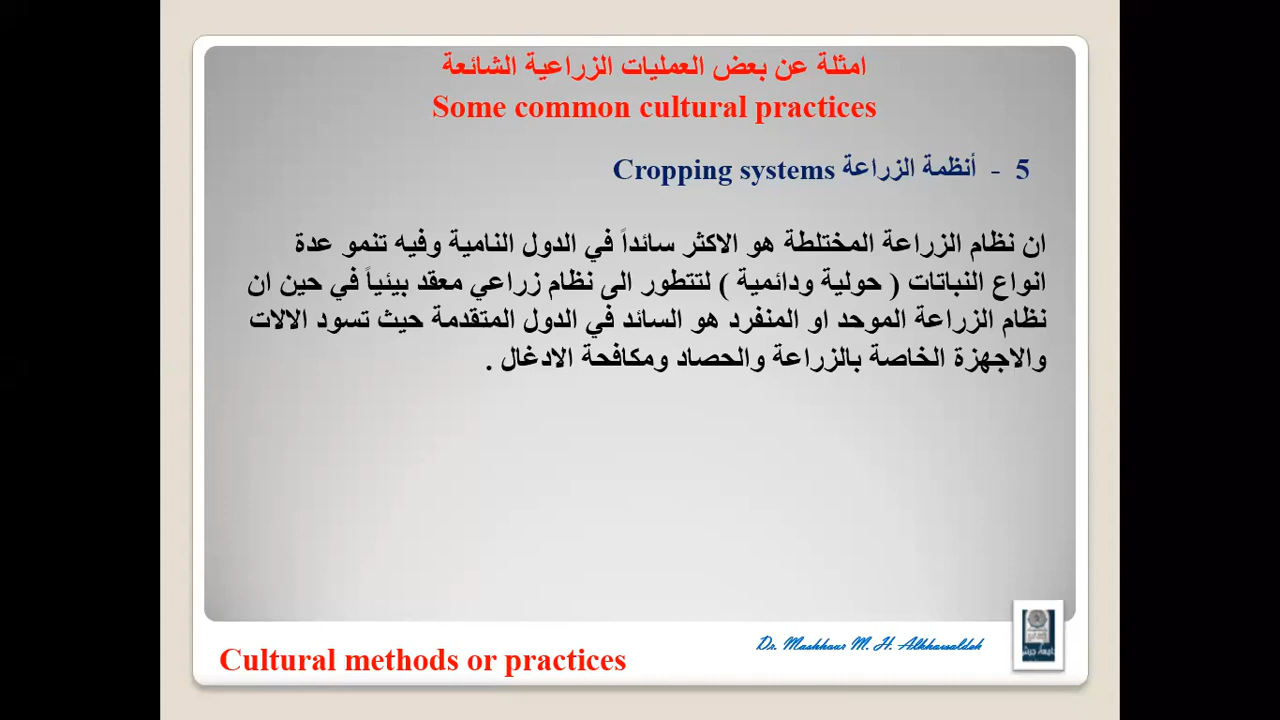 امثلة عن بعض العمليات الزراعية الشائعة
Some common cultural practices
5 - أنظمة الزراعة Cropping systems
ان نظام الزراعة المختلطة هو الاكثر سائداً في الدول النامية وفيه تنمو عدة
انواع النباتات ( حولية ودائمية ) لتتطور الى نظام زراعي معقد بيئياً في حين ان
نظام الزراعة الموحد او المنفرد هو السائد في الدول المتقدمة حيث تسود الالات
والاجهزة الخاصة بالزراعة والحصاد ومكافحة الادغال .
Dr. Mashhour M. H. Alkhawaldeh
Cultural methods or practices